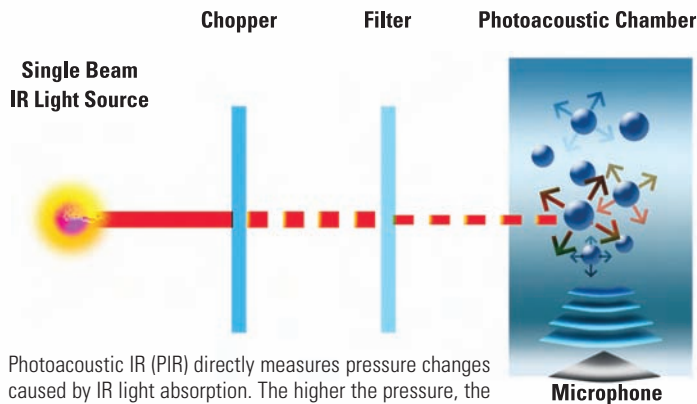 Chopper
Filter
Photoacoustic Chamber
Single Beam
IR Light Source
Photoacoustic IR (PIR) directly measures pressure changes
caused by IR light absorption. The higher the pressure, the
Microphone